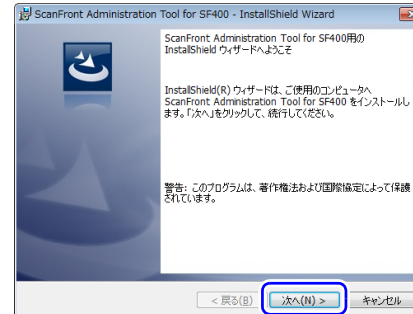 ScanFront Administration Tool for SF400 - InstallShield Wizard
ScanFront Administration Tool for SF400用の
InstallShield ウィザードへようこそ
InstallShield(R) ウィザードは、ご使用のコンピュータへ
ScanFront Administration Tool for SF400 をインストールし
ます。「次へ」をクリックして、続行してください。
警告: このプログラムは、著作権法および国際協定によって保護
されています。
< 戻る(B)
次へ(N) >
キャンセル